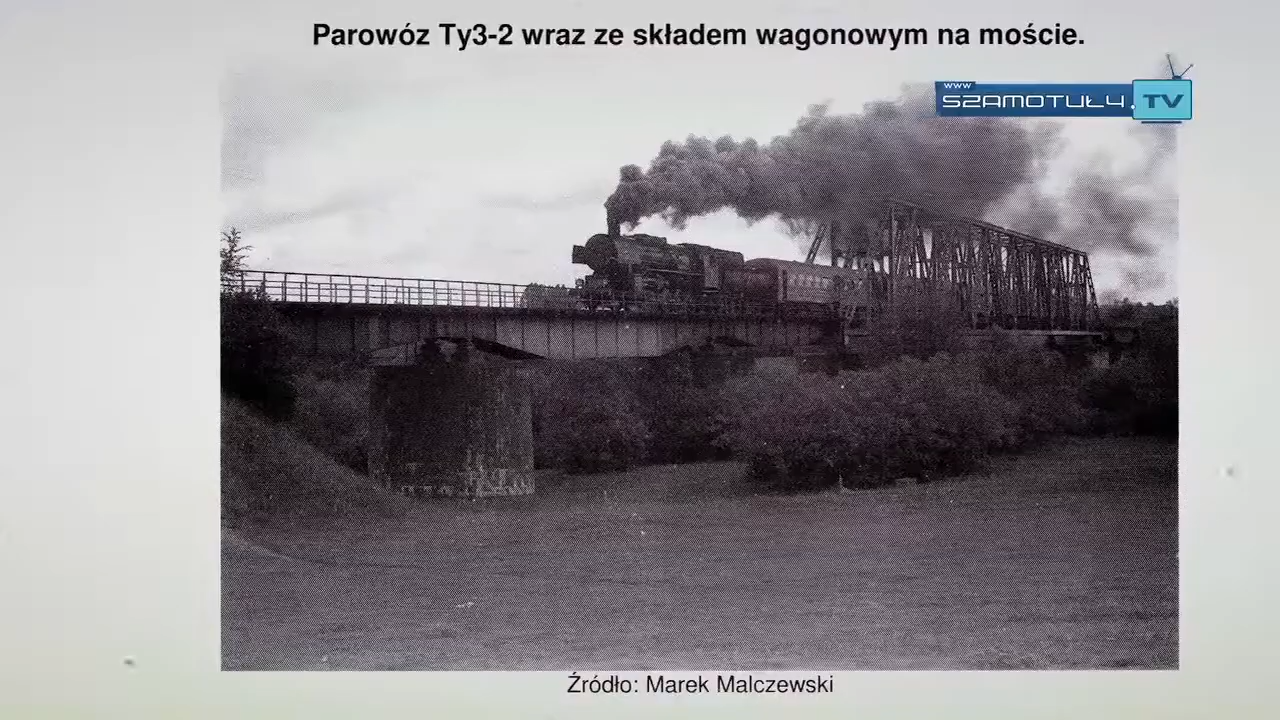 Parowóz Ty3-2 wraz ze składem wagonowym na moście.
www
SZAMOTUŁY.TV
Źródło: Marek Malczewski